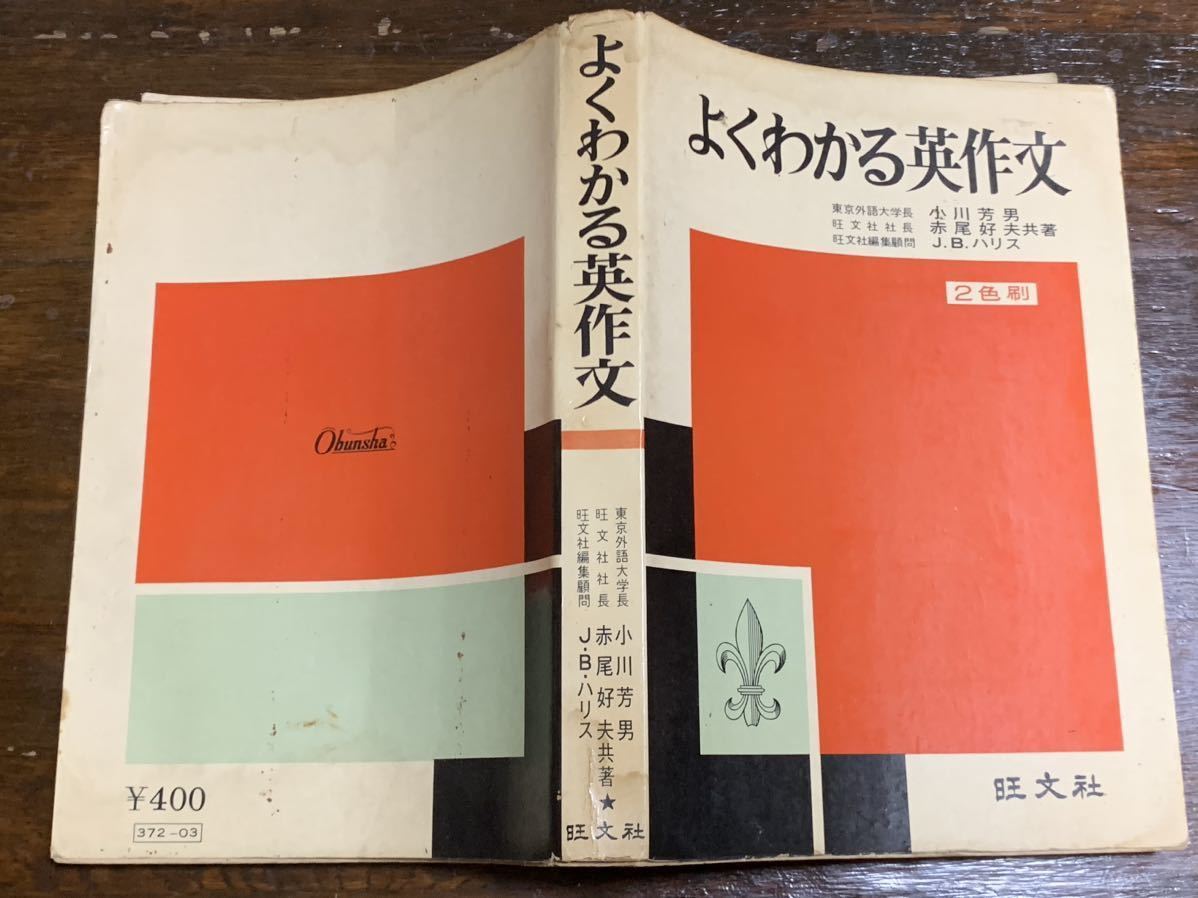 よくわかる英作文
東京外語大学長 小川芳男
旺文社社長 赤尾好夫共著
旺文社編集顧問 J.B.ハリス
2色刷
旺文社
よくわかる英作文
東京外語大学長 小川芳男
旺文社社長 赤尾好夫共著★
旺文社編集顧問 J・B・ハリス
旺文社
Obunsha
¥400
372-03